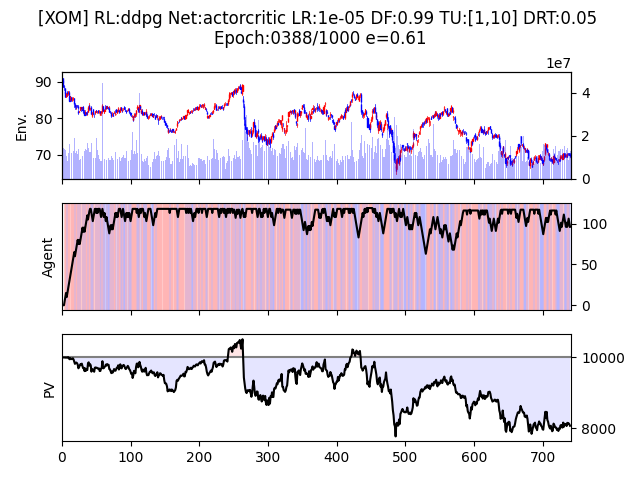 [XOM] RL:ddpg Net:actorcritic LR:1e-05 DF:0.99 TU:[1,10] DRT:0.05
Epoch:0388/1000 e=0.61
1e7
90
80
70
Env.
4
2
0
Agent
100
50
0
PV
10000
8000
0 100 200 300 400 500 600 700